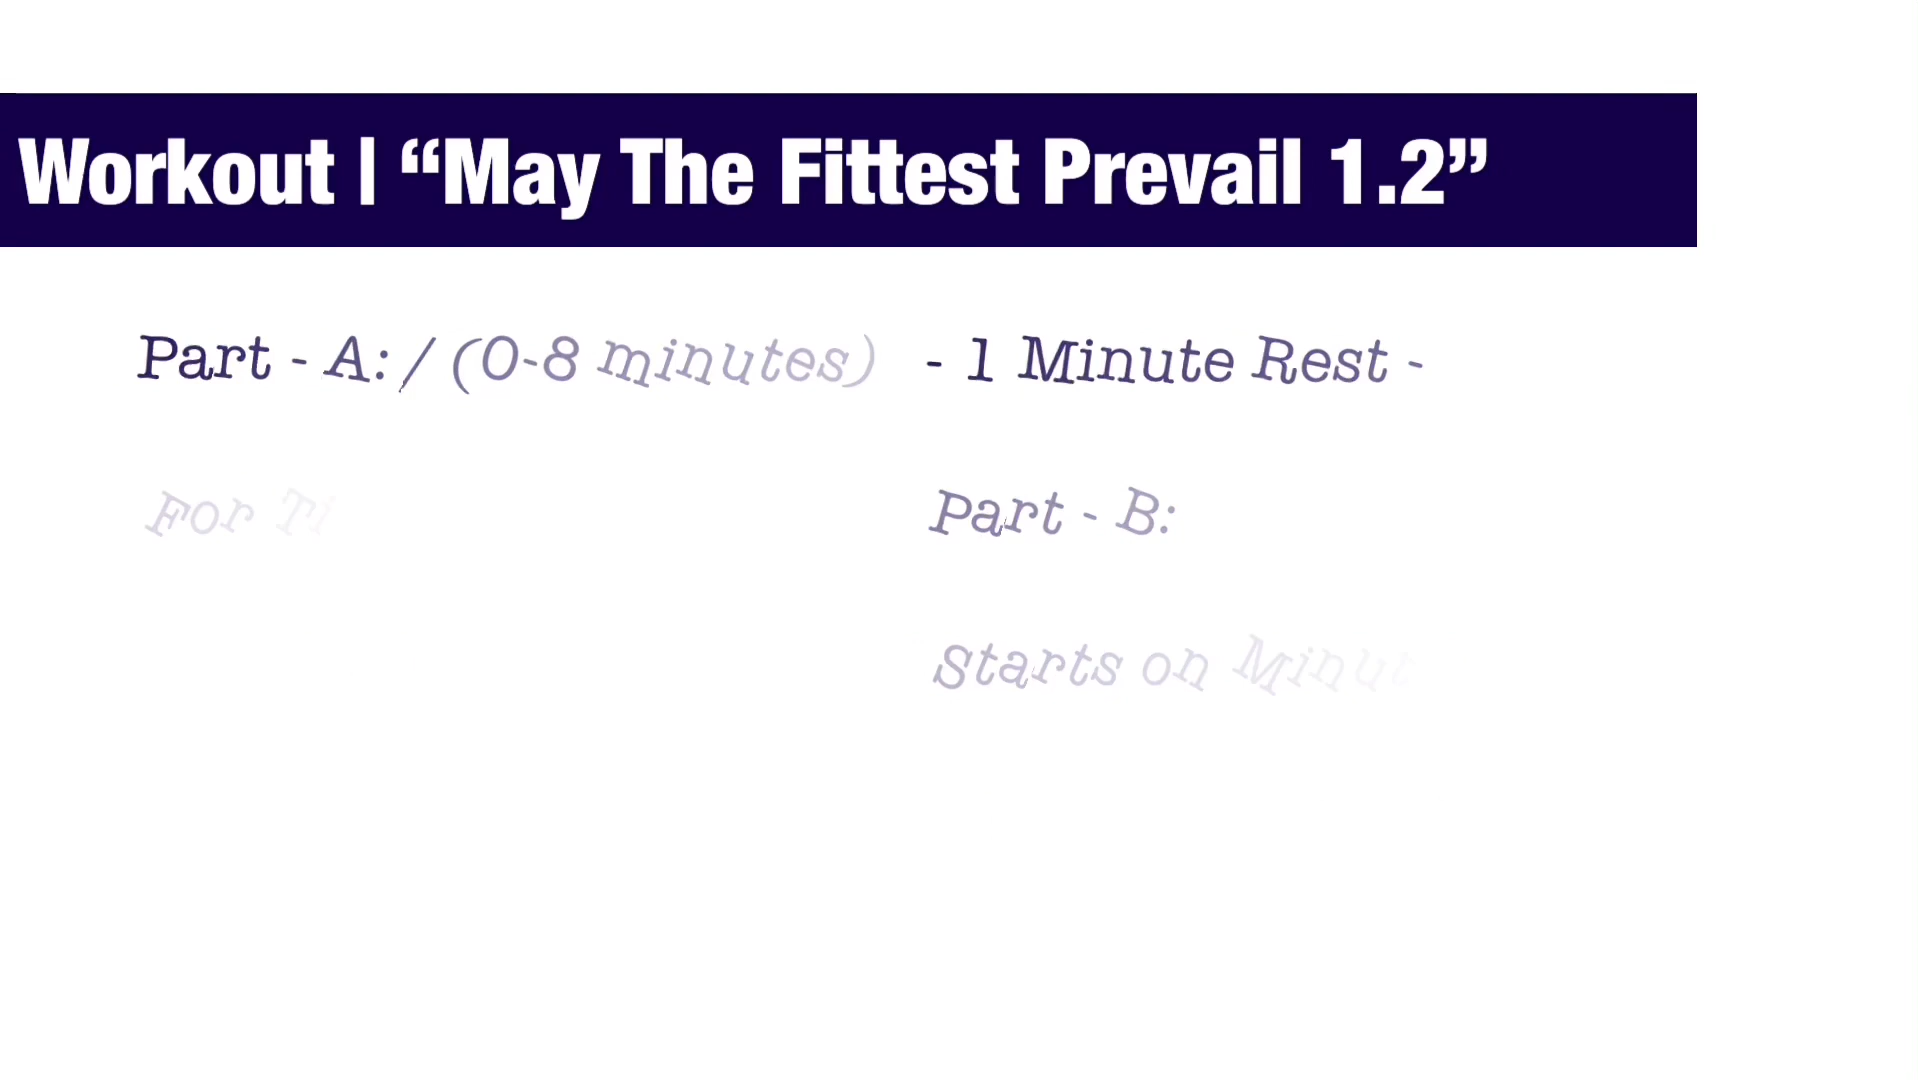 Workout | “May The Fittest Prevail 1.2”
Part - A: / (0-8 minutes)
For
- 1 Minute Rest -
Part - B:
Starts on